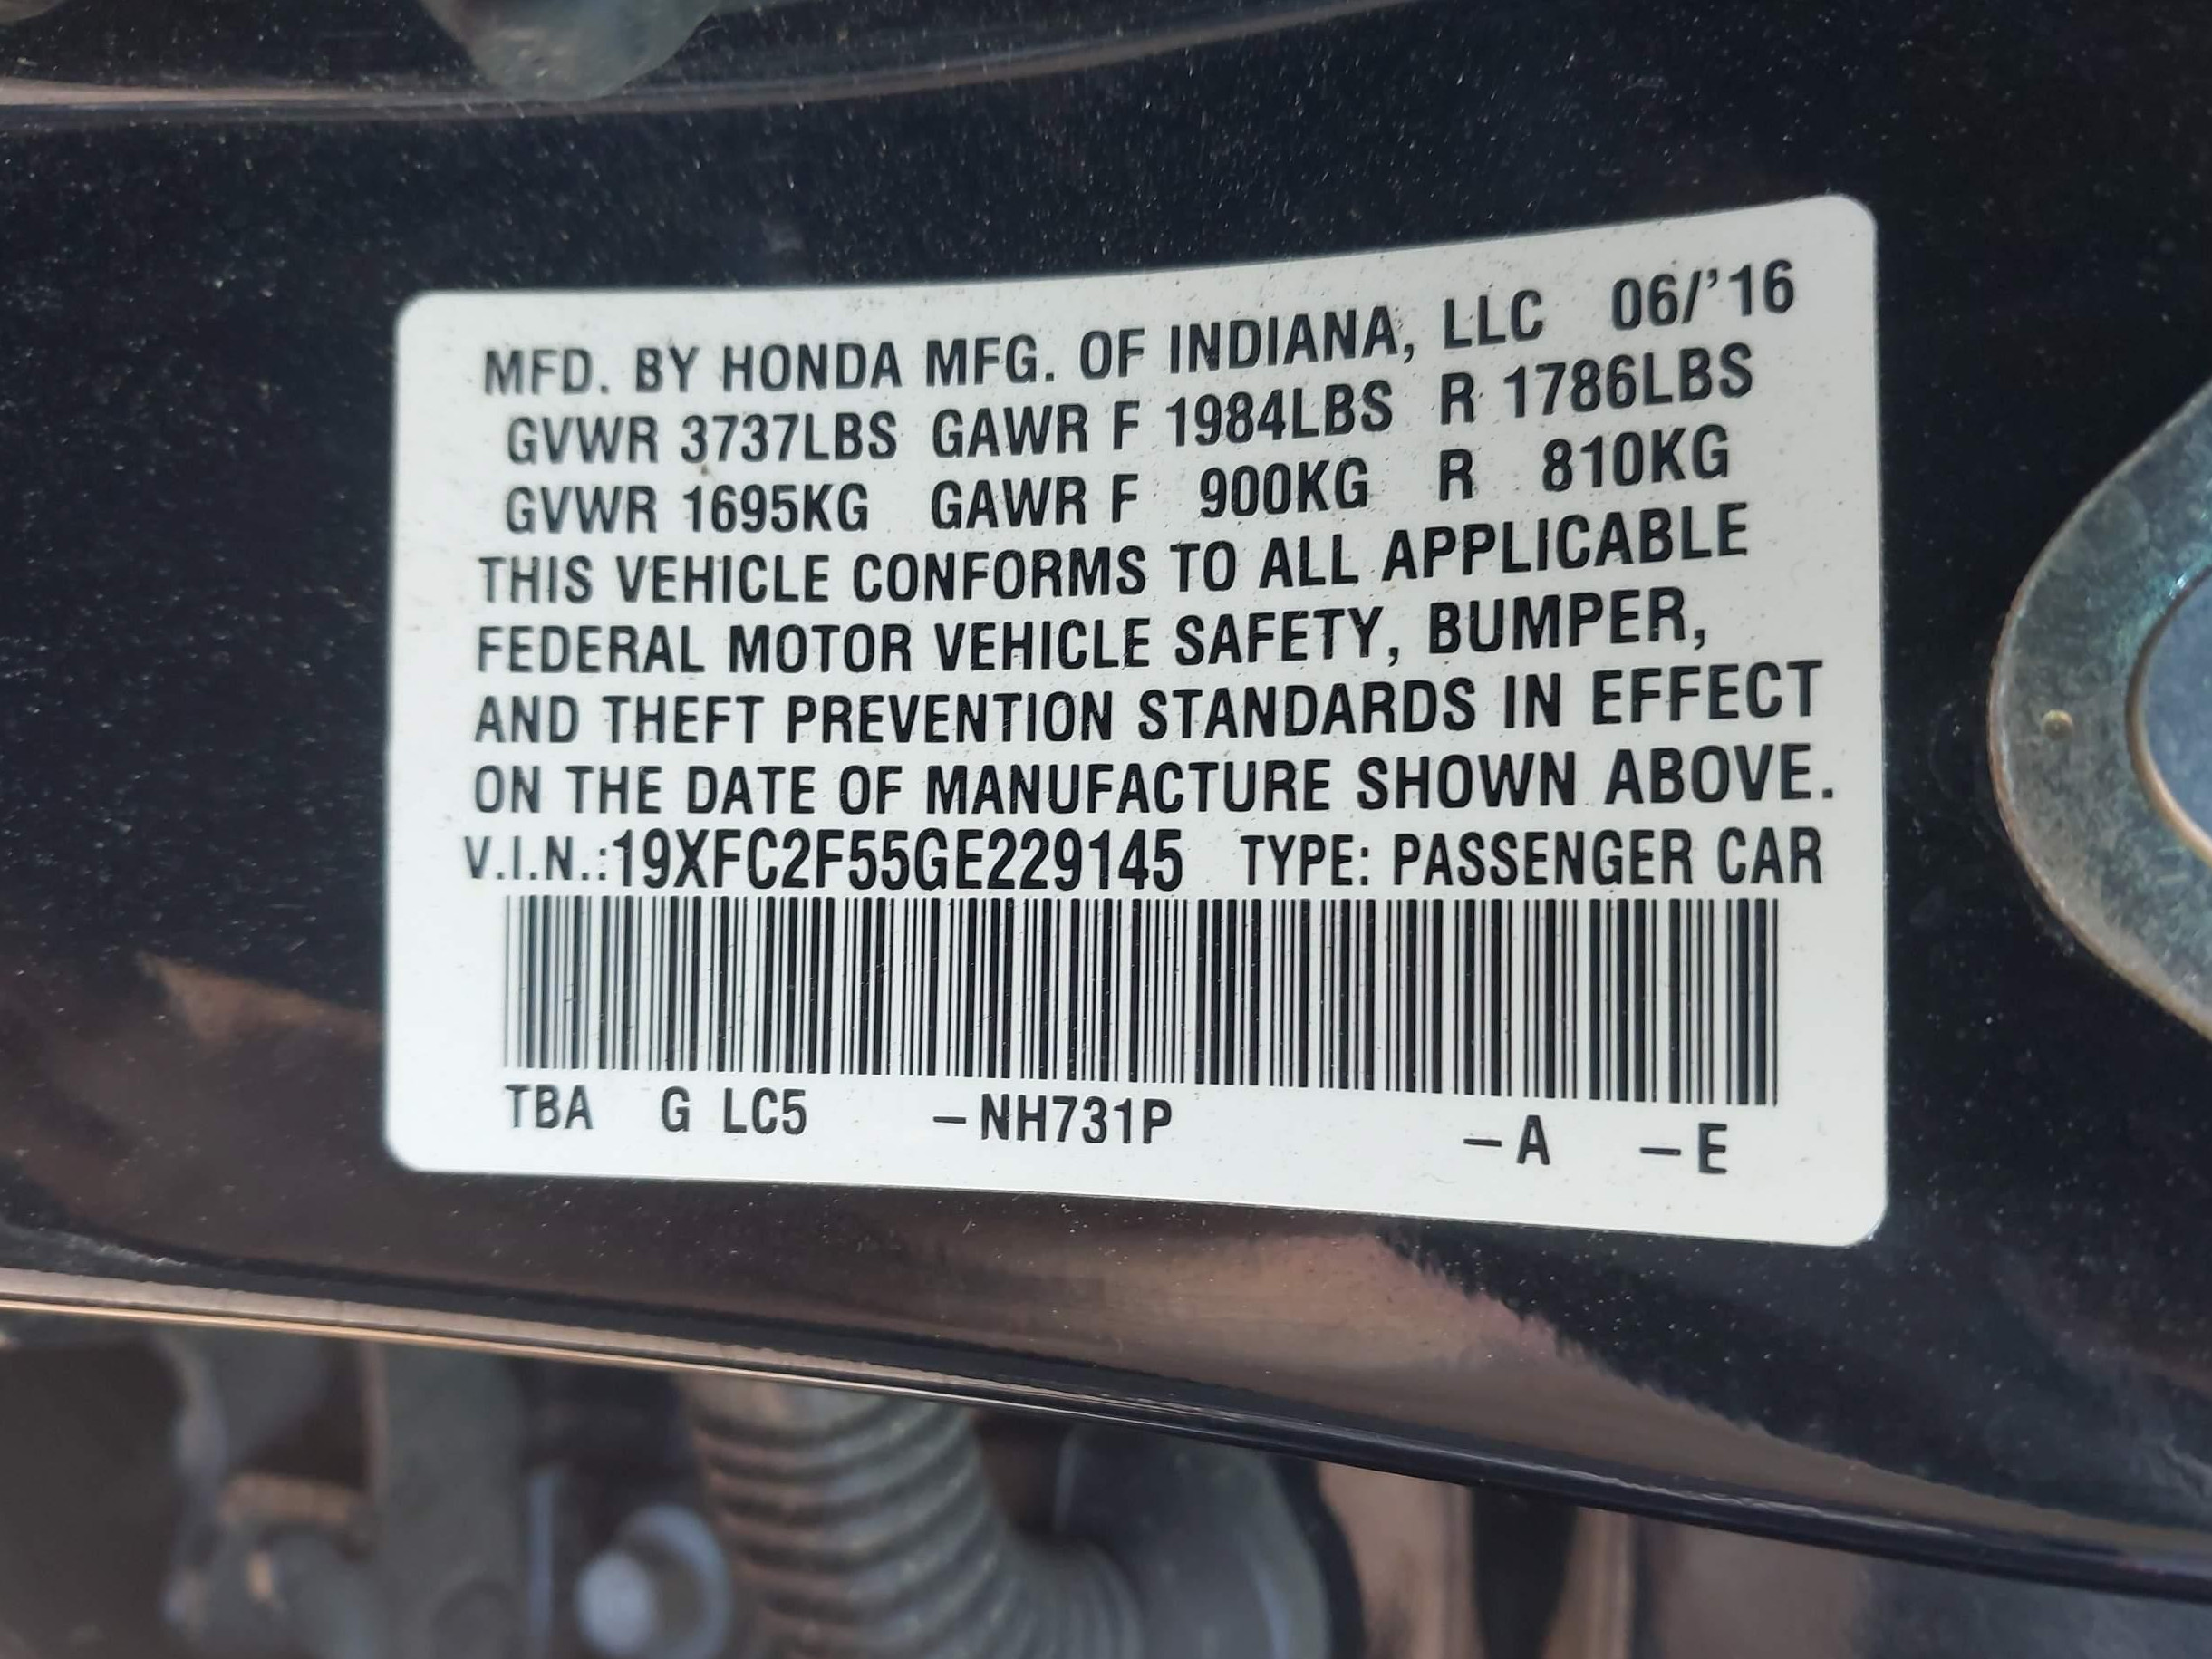 MFD. BY HONDA MFG. OF INDIANA, LLC 06/'16
GVWR 3737LBS GAWR F 1984LBS R 1786LBS
GVWR 1695KG GAWR F 900KG R 810KG
THIS VEHICLE CONFORMS TO ALL APPLICABLE
FEDERAL MOTOR VEHICLE SAFETY, BUMPER,
AND THEFT PREVENTION STANDARDS IN EFFECT
ON THE DATE OF MANUFACTURE SHOWN ABOVE.
V.I.N.:19XFC2F55GE229145 TYPE: PASSENGER CAR
TBA G LC5 –NH731P –A –E